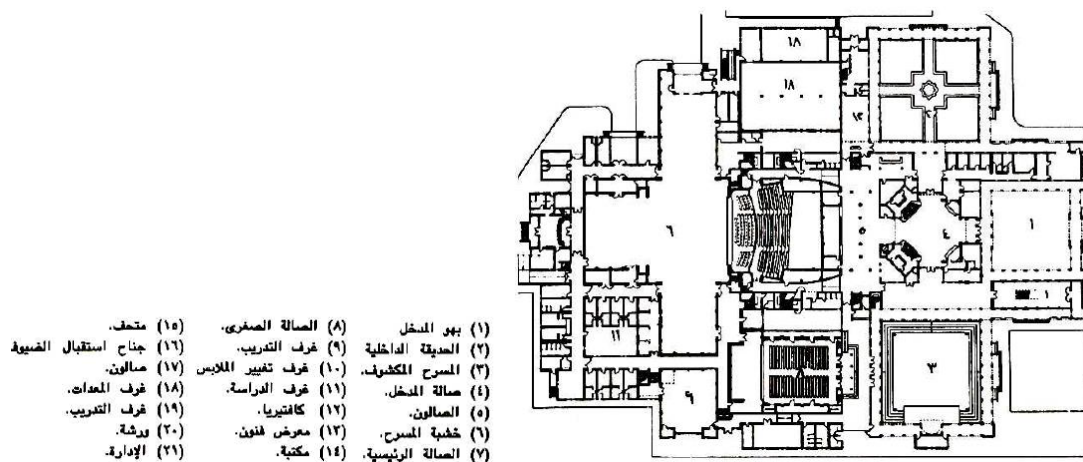 (١) بهو المدخل
(٢) الحديقة الداخلية
(٣) المسرح المكشوف.
(٤) صالة المدخل.
(٥) الصالون.
(٦) خشبة المسرح.
(٧) الصالة الرئيسية.
(٨) الصالة الصغرى.
(٩) غرف التدريب.
(١٠) غرف تغيير الملابس
(١١) غرف الدراسة.
(١٢) كافتيريا.
(١٣) معرض فنون.
(١٤) مكتبة.
(١٥) متحف.
(١٦) جناح استقبال الضيوف
(١٧) صالون.
(١٨) غرف المعدات.
(١٩) غرف التدريب.
(٢٠) ورشة.
(٢١) الإدارة.
١٨
١٨
١٣
٦
٥
٤
١
١١
٩
٨
٣
١